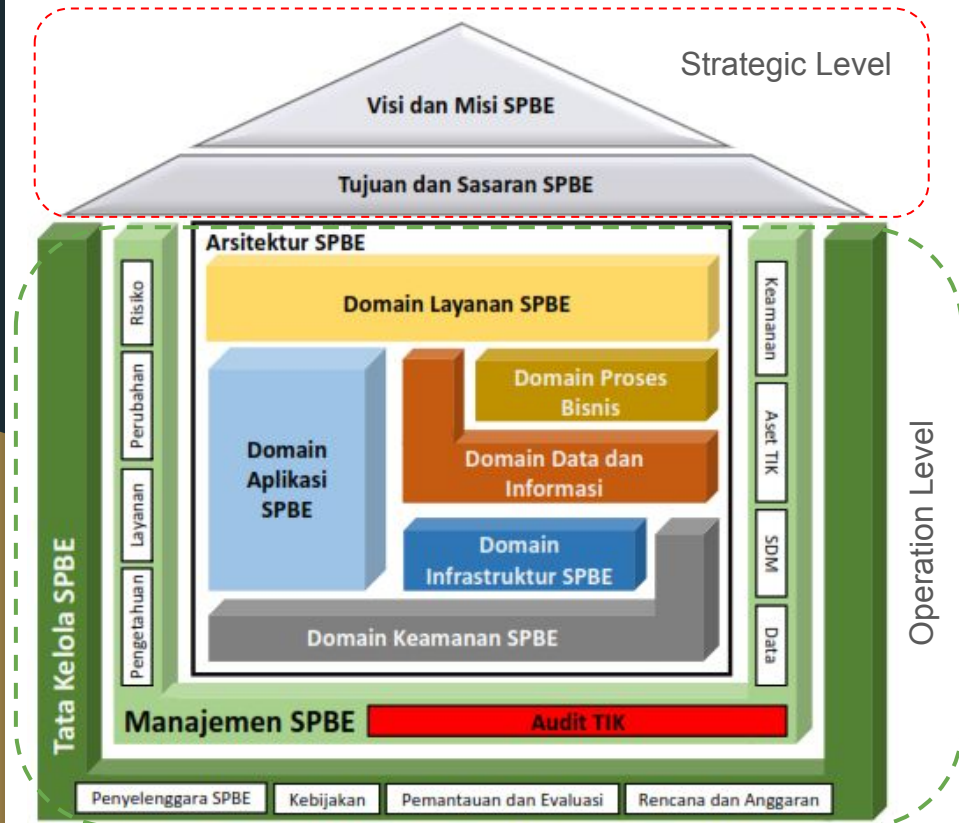 Strategic Level
Visi dan Misi SPBE
Tujuan dan Sasaran SPBE
Arsitektur SPBE
Domain Layanan SPBE
Domain Proses
Bisnis
Domain
Aplikasi
SPBE
Domain Data dan
Informasi
Domain
Infrastruktur SPBE
Domain Keamanan SPBE
Risiko
Perubahan
Layanan
Pengetahuan
Keamanan
Aset TIK
SDM
Data
Operation Level
Tata Kelola SPBE
Manajemen SPBE
Audit TIK
Penyelenggara SPBE
Kebijakan
Pemantauan dan Evaluasi
Rencana dan Anggaran